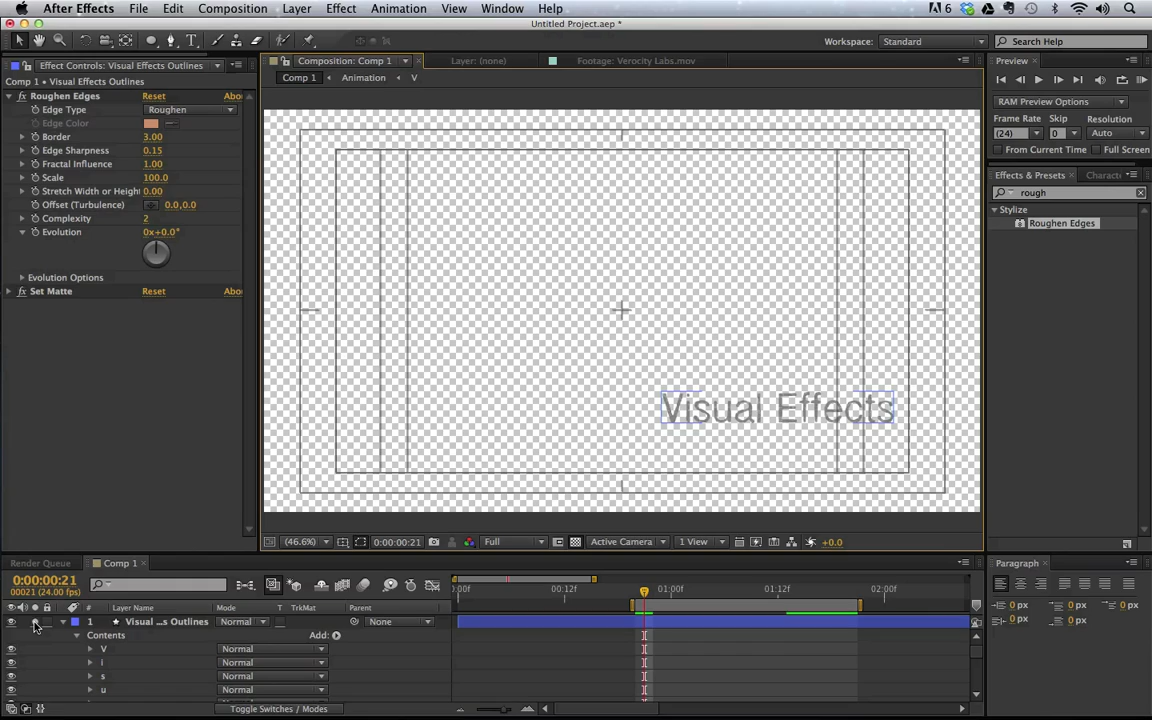 After Effects File Edit Composition Layer Effect Animation View Window Help 6
Untitled Project.aep *
Workspace: Standard Search Help
Effect Controls: Visual Effects Outlines
Comp 1 • Visual Effects Outlines
fx Roughen Edges Reset Abou
Edge Type Roughen
Edge Color
Border 3.00
Edge Sharpness 0.15
Fractal Influence 1.00
Scale 100.0
Stretch Width or Height 0.00
Offset (Turbulence) 0.0,0.0
Complexity 2
Evolution 0x+0.0°
Evolution Options
fx Set Matte Reset Abou
Composition: Comp 1 Layer: (none) Footage: Verocity Labs.mov
Comp 1 Animation V
Visual Effects
(46.6%) 0:00:00:21 Full Active Camera 1 View +0.0
Preview
RAM Preview Options
Frame Rate Skip Resolution
(24) 0 Auto
From Current Time Full Screen
Effects & Presets Charact
rough
Stylize
Roughen Edges
Render Queue Comp 1
0:00:00:21
00021 (24.00 fps)
# Layer Name Mode T TrkMat Parent
1 Visual ...s Outlines Normal None
Contents Add:
V Normal
i Normal
s Normal
u Normal
Toggle Switches / Modes
:00f 00:12f 01:00f 01:12f 02:00f
Paragraph
0 px 0 px 0 px
0 px 0 px